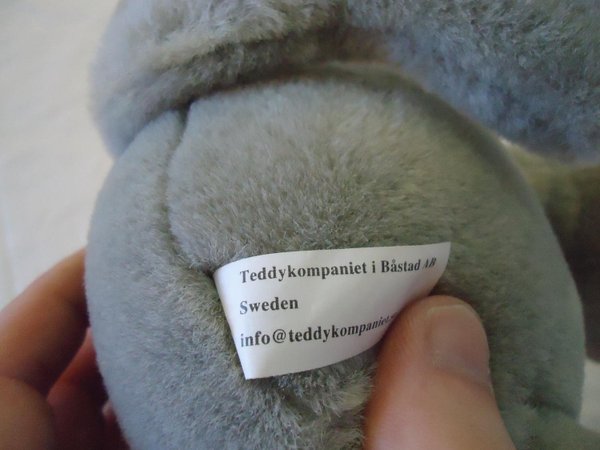 Teddykompaniet i Båstad AB
Sweden
info@teddykompaniet